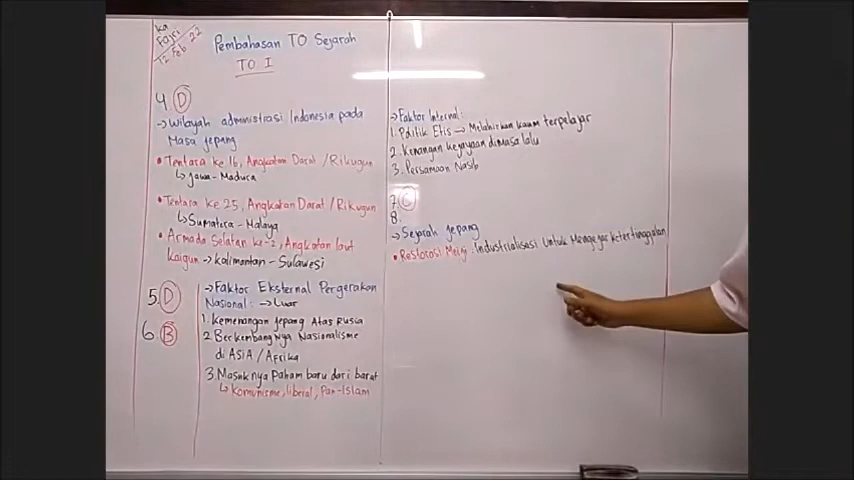 Ka
Fajri
12 Feb 22
Pembahasan TO Sejarah
TO I
4. D
→ Wilayah administrasi Indonesia pada
Masa Jepang
• Tentara ke 16, Angkatan Darat / Rikugun
↳ Jawa - Madura
• Tentara ke 25, Angkatan Darat / Rikugun
↳ Sumatera - Malaya
• Armada Selatan ke-2, Angkatan laut
Kaigun → Kalimantan - Sulawesi
5. D
6 B
→ Faktor Eksternal Pergerakan
Nasional: → Luar
1. Kemenangan Jepang Atas Rusia
2. Berkembangnya Nasionalisme
di ASIA / Afrika
3. Masuknya Paham baru dari barat
↳ Komunisme, liberal, Pan-Islam
→ Faktor Internal:
1. Politik Etis → Melahirkan kaum terpelajar
2. Kenangan kejayaan dimasa lalu
3. Persamaan Nasib
7. C
8.
→ Sejarah Jepang
• Restorasi Meiji : Industrialisasi Untuk Mengejar ketertinggalan